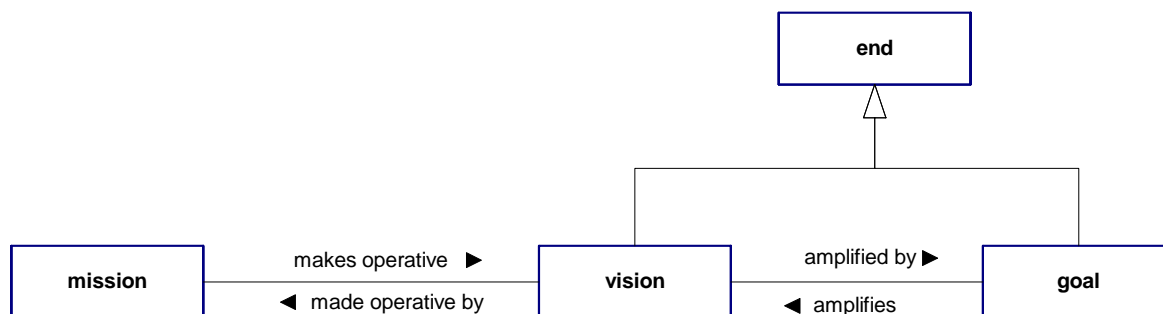 end
makes operative ▶
amplified by ▶
mission
vision
goal
◀ made operative by
◀ amplifies